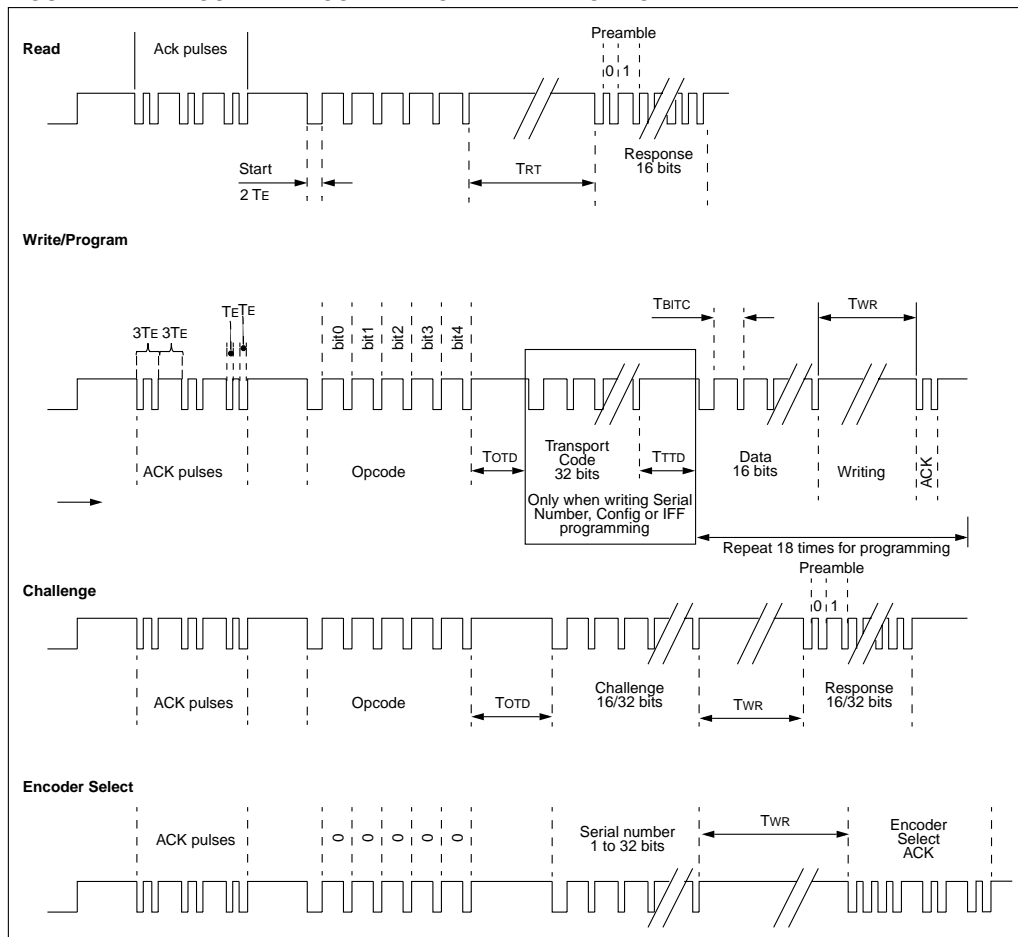 Read
Ack pulses
Preamble
0 1
Start
2 TE
TRT
Response
16 bits
Write/Program
3TE 3TE
TE TE
bit0
bit1
bit2
bit3
bit4
TBITC
TWR
ACK pulses
Opcode
TOTD
Transport
Code
32 bits
TTTD
Data
16 bits
Writing
ACK
Only when writing Serial
Number, Config or IFF
programming
Repeat 18 times for programming
Challenge
Preamble
0 1
ACK pulses
Opcode
TOTD
Challenge
16/32 bits
TWR
Response
16/32 bits
Encoder Select
ACK pulses
0
0
0
0
0
Serial number
1 to 32 bits
TWR
Encoder
Select
ACK